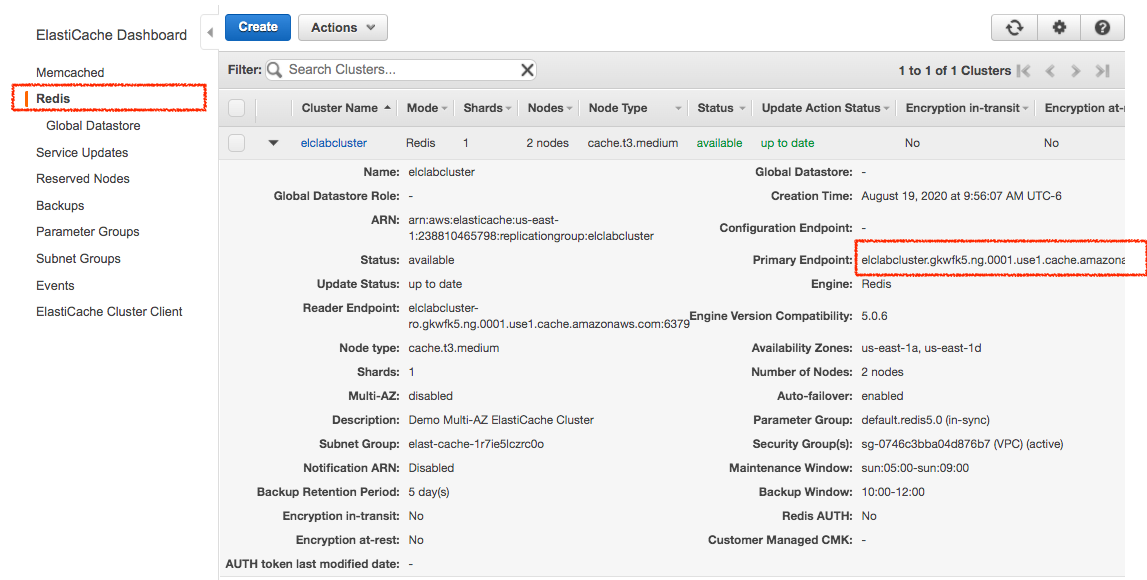 ElastiCache Dashboard
Memcached
Redis
Global Datastore
Service Updates
Reserved Nodes
Backups
Parameter Groups
Subnet Groups
Events
ElastiCache Cluster Client
Create Actions
Filter: Search Clusters... 1 to 1 of 1 Clusters
Cluster Name Mode Shards Nodes Node Type Status Update Action Status Encryption in-transit Encryption at-r
elclabcluster Redis 1 2 nodes cache.t3.medium available up to date No No
Name: elclabcluster
Global Datastore Role: -
ARN: arn:aws:elasticache:us-east-
1:238810465798:replicationgroup:elclabcluster
Status: available
Update Status: up to date
Reader Endpoint: elclabcluster-
ro.gkwfk5.ng.0001.use1.cache.amazonaws.com:6379
Node type: cache.t3.medium
Shards: 1
Multi-AZ: disabled
Description: Demo Multi-AZ ElastiCache Cluster
Subnet Group: elast-cache-1r7ie5lczrc0o
Notification ARN: Disabled
Backup Retention Period: 5 day(s)
Encryption in-transit: No
Encryption at-rest: No
AUTH token last modified date: -
Global Datastore: -
Creation Time: August 19, 2020 at 9:56:07 AM UTC-6
Configuration Endpoint: -
Primary Endpoint: elclabcluster.gkwfk5.ng.0001.use1.cache.amazona
Engine: Redis
Engine Version Compatibility: 5.0.6
Availability Zones: us-east-1a, us-east-1d
Number of Nodes: 2 nodes
Auto-failover: enabled
Parameter Group: default.redis5.0 (in-sync)
Security Group(s): sg-0746c3bba04d876b7 (VPC) (active)
Maintenance Window: sun:05:00-sun:09:00
Backup Window: 10:00-12:00
Redis AUTH: No
Customer Managed CMK: -